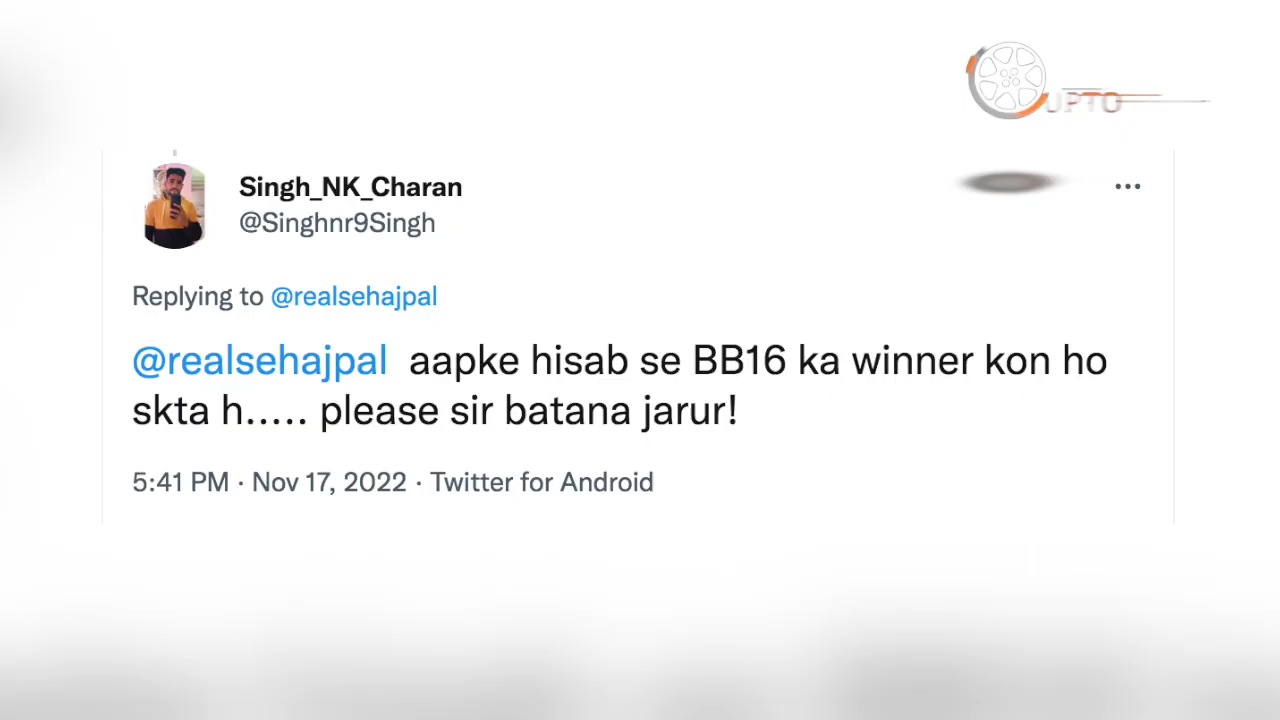 UPTO
Singh_NK_Charan
@Singhnr9Singh
Replying to @realsehajpal
@realsehajpal aapke hisab se BB16 ka winner kon ho
skta h..... please sir batana jarur!
5:41 PM · Nov 17, 2022 · Twitter for Android